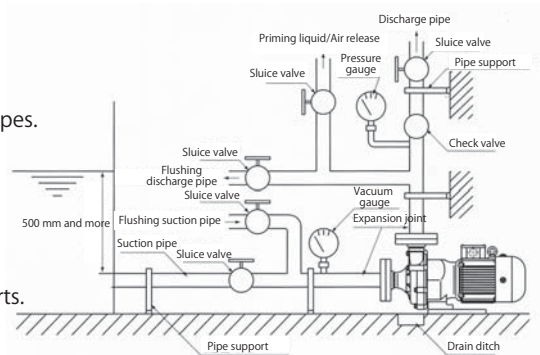 Discharge pipe
Priming liquid/Air release
Sluice valve
Pressure
gauge
Pipe support
Sluice valve
pes.
Check valve
Sluice valve
Flushing
discharge pipe
Sluice valve
Vacuum
gauge
500 mm and more
Flushing suction pipe
Expansion joint
Suction pipe
Sluice valve
rts.
Pipe support
Drain ditch